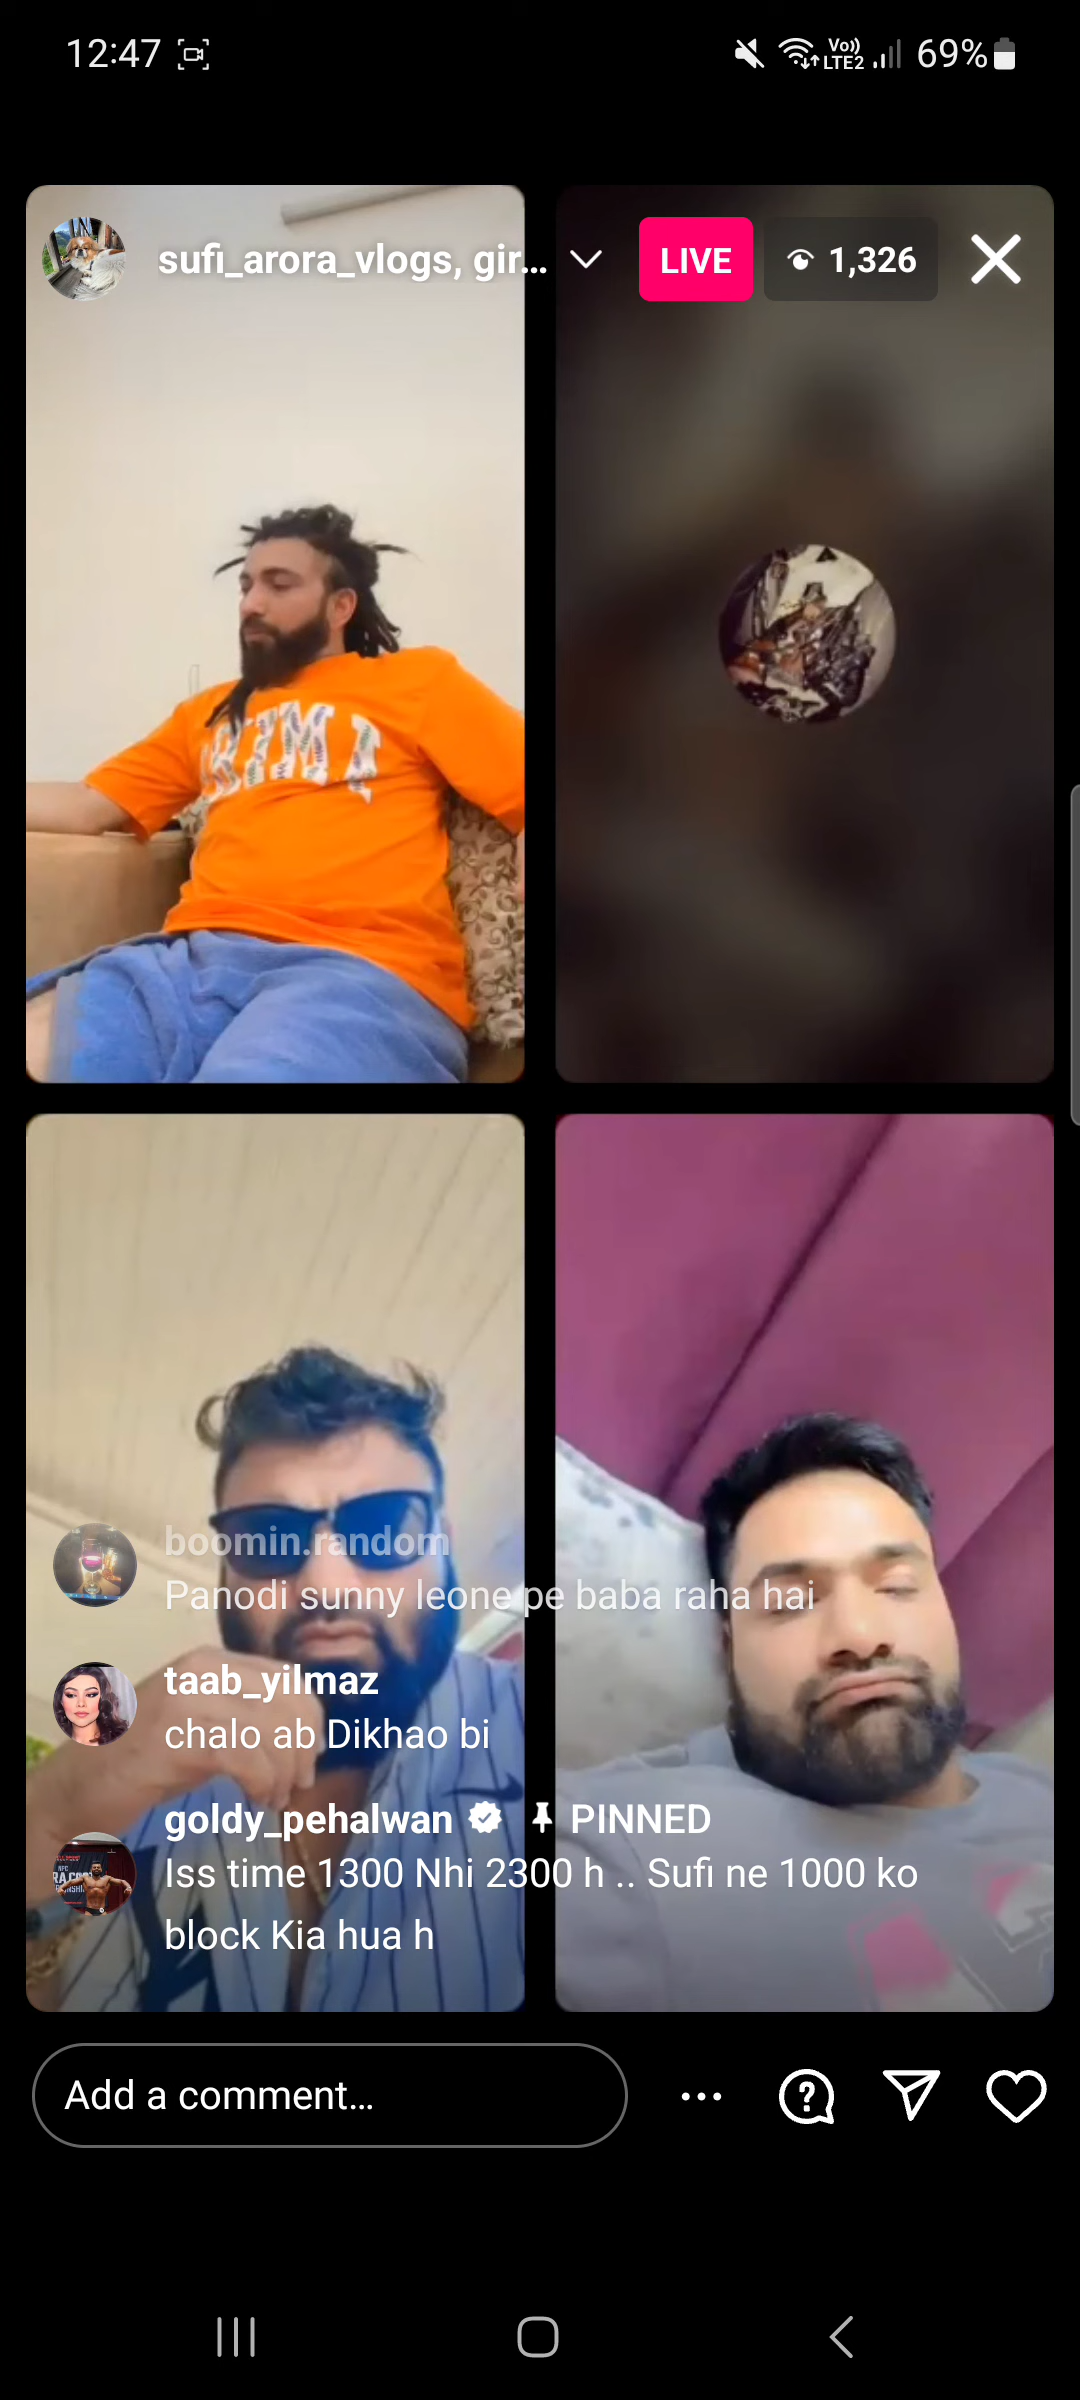 12:47
Vo)) LTE2 69%
sufi_arora_vlogs, gir...
LIVE
1,326
boomin.random
Panodi sunny leone pe baba raha hai
taab_yilmaz
chalo ab Dikhao bi
goldy_pehalwan PINNED
Iss time 1300 Nhi 2300 h .. Sufi ne 1000 ko
block Kia hua h
Add a comment...